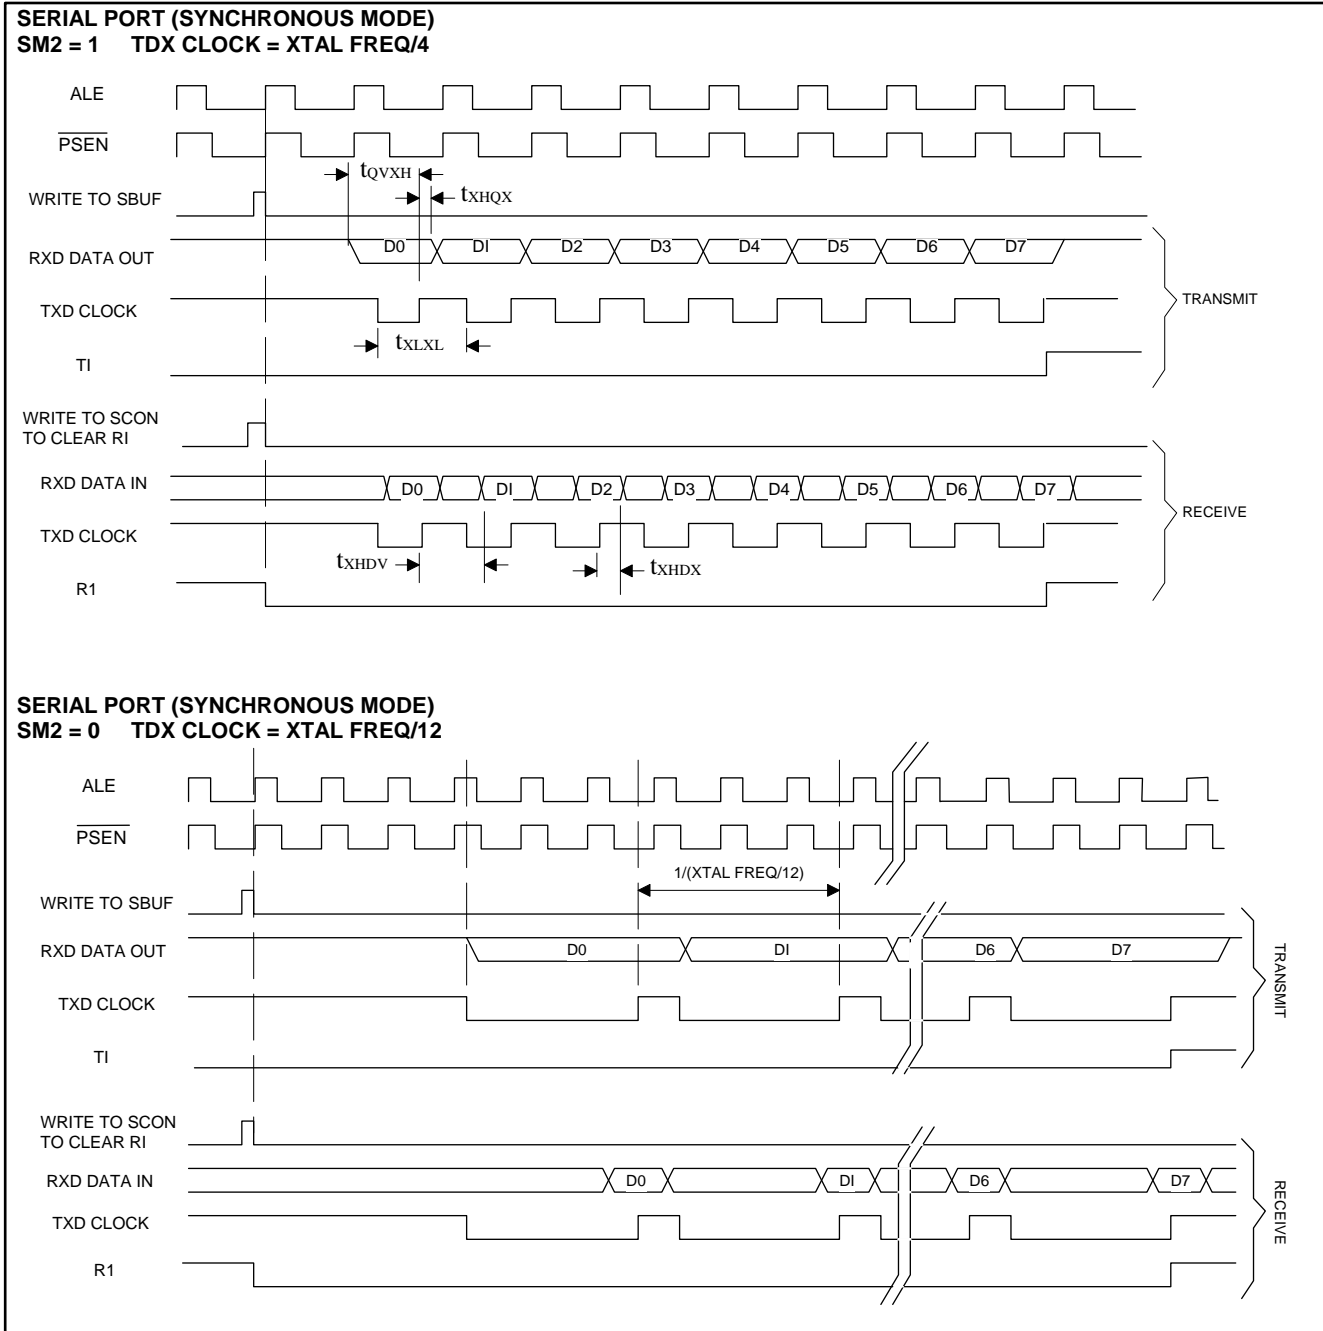 SERIAL PORT (SYNCHRONOUS MODE)
SM2 = 1 TDX CLOCK = XTAL FREQ/4
ALE
PSEN
tQVXH
tXHQX
WRITE TO SBUF
RXD DATA OUT
D0 DI D2 D3 D4 D5 D6 D7
TXD CLOCK
TRANSMIT
tXLXL
TI
WRITE TO SCON
TO CLEAR RI
RXD DATA IN
D0 DI D2 D3 D4 D5 D6 D7
TXD CLOCK
RECEIVE
tXHDV
tXHDX
R1
SERIAL PORT (SYNCHRONOUS MODE)
SM2 = 0 TDX CLOCK = XTAL FREQ/12
ALE
PSEN
1/(XTAL FREQ/12)
WRITE TO SBUF
RXD DATA OUT
D0 DI D6 D7
TXD CLOCK
TRANSMIT
TI
WRITE TO SCON
TO CLEAR RI
RXD DATA IN
D0 DI D6 D7
TXD CLOCK
RECEIVE
R1